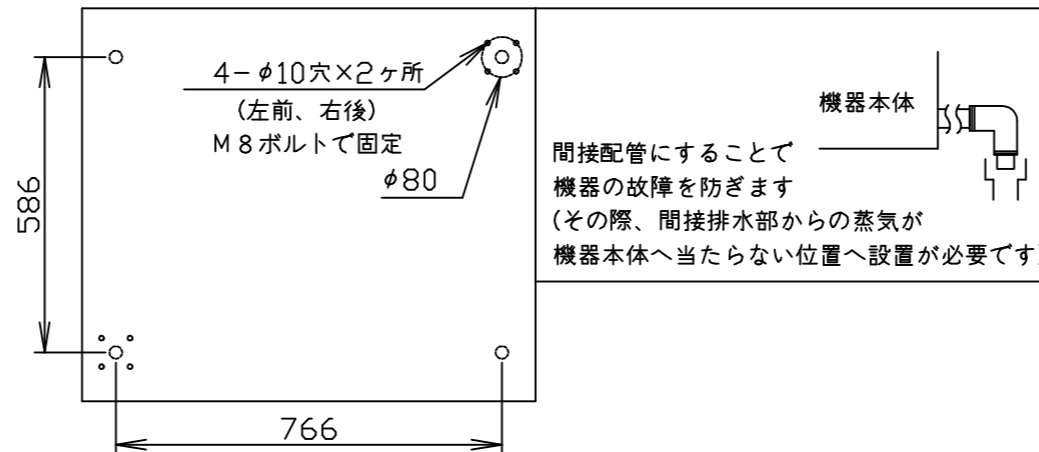 4-φ10穴×2ヶ所
(左前、右後)
M8ボルトで固定
φ80
586
766
機器本体
間接配管にすることで
機器の故障を防ぎます
(その際、間接排水部からの蒸気が
機器本体へ当たらない位置へ設置が必要です)